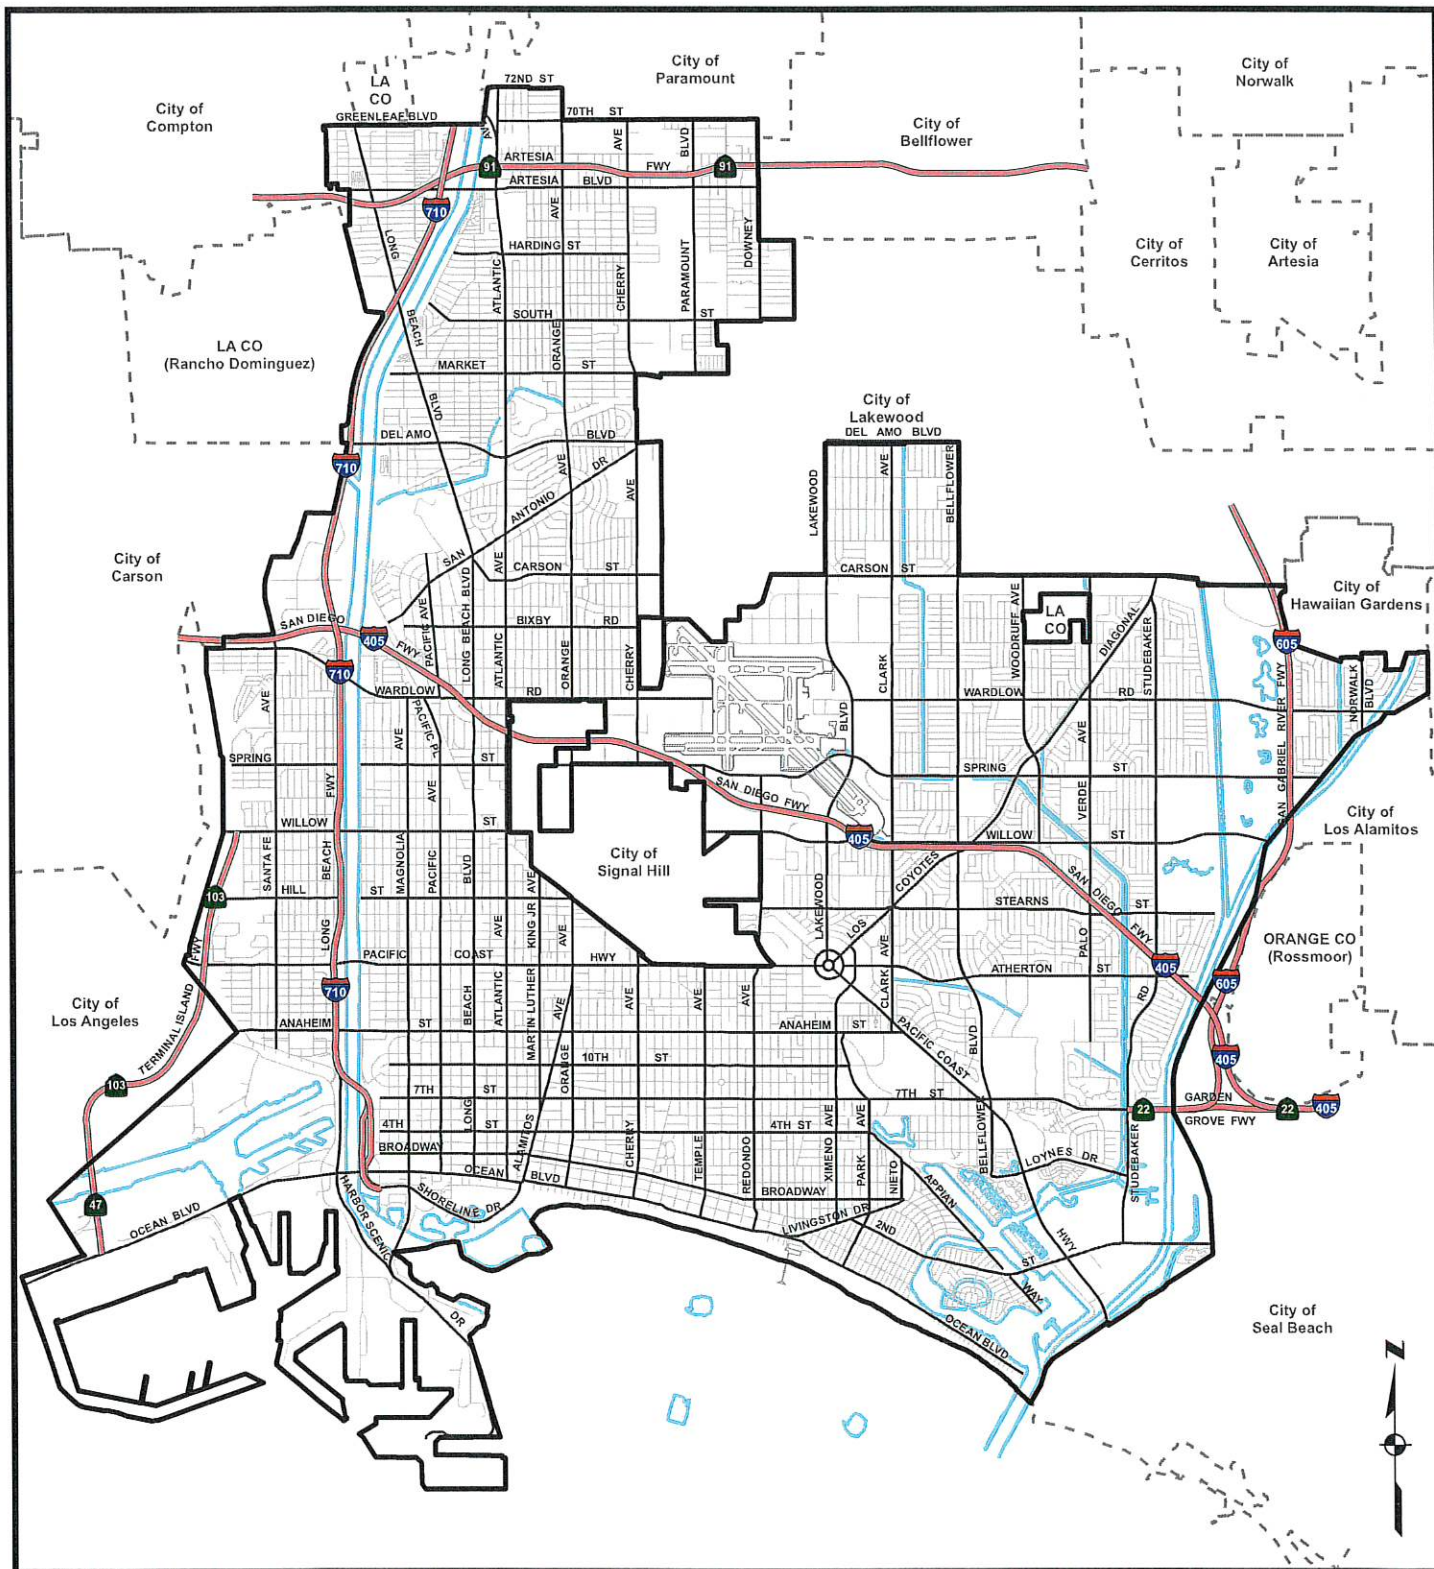 City of
Paramount
City of
Norwalk
LA
CO
72ND ST
City of
Compton
GREENLEAF BLVD
70TH ST
City of
Bellflower
AV
AVE
BLVD
ARTESIA
FWY
91
91
ARTESIA BLVD
710
AVE
LONG
HARDING ST
DOWNEY
City of
Cerritos
City of
Artesia
ATLANTIC
CHERRY
PARAMOUNT
BEACH
SOUTH ST
ORANGE
LA CO
(Rancho Dominguez)
MARKET ST
BLVD
City of
Lakewood
DEL AMO BLVD
DEL AMO BLVD
710
AVE
DR
AVE
LAKEWOOD
AVE
BELLFLOWER
ANTONIO
SAN
AVE
City of
Carson
CARSON ST
CARSON ST
City of
Hawaiian Gardens
PACIFIC AVE
LONG BEACH BLVD
SAN DIEGO
FWY
405
BIXBY RD
WOODRUFF AVE
LA
CO
DIAGONAL
STUDEBAKER
605
710
ATLANTIC
ORANGE
CHERRY
CLARK
WARDLOW RD
WARDLOW RD
NORWALK
BLVD
AVE
PACIFIC PL
AVE
BLVD
AVE
SAN GABRIEL RIVER FWY
SPRING ST
SPRING ST
FWY
AVE
SAN DIEGO FWY
VERDE
WILLOW ST
405
WILLOW ST
City of
Los Alamitos
SANTA FE
BEACH
MAGNOLIA
PACIFIC
BLVD
City of
Signal Hill
COYOTES
SAN DIEGO
FWY
103
HILL ST
AVE
LAKEWOOD
LOS
STEARNS ST
LONG
AVE
KING JR
AVE
AVE
PALO
FWY
PACIFIC COAST HWY
ORANGE CO
(Rossmoor)
710
AVE
AVE
AVE
CLARK
ATHERTON ST
405
605
RD
City of
Los Angeles
TERMINAL ISLAND
ANAHEIM ST
BEACH
ATLANTIC
MARTIN LUTHER
ANAHEIM ST
PACIFIC COAST
BLVD
405
103
10TH ST
ORANGE
7TH ST
7TH ST
22
GARDEN
GROVE FWY
22
405
LONG
4TH ST
4TH ST
BROADWAY
ALAMITOS
CHERRY
TEMPLE
REDONDO
XIMENO AVE
PARK AVE
NIETO
BELLFLOWER
LOYNES DR
STUDEBAKER
OCEAN BLVD
BROADWAY
APPIAN
47
OCEAN BLVD
HARBOR SCENIC
SHORELINE DR
LIVINGSTON DR
2ND ST
HWY
WAY
DR
OCEAN BLVD
City of
Seal Beach
N